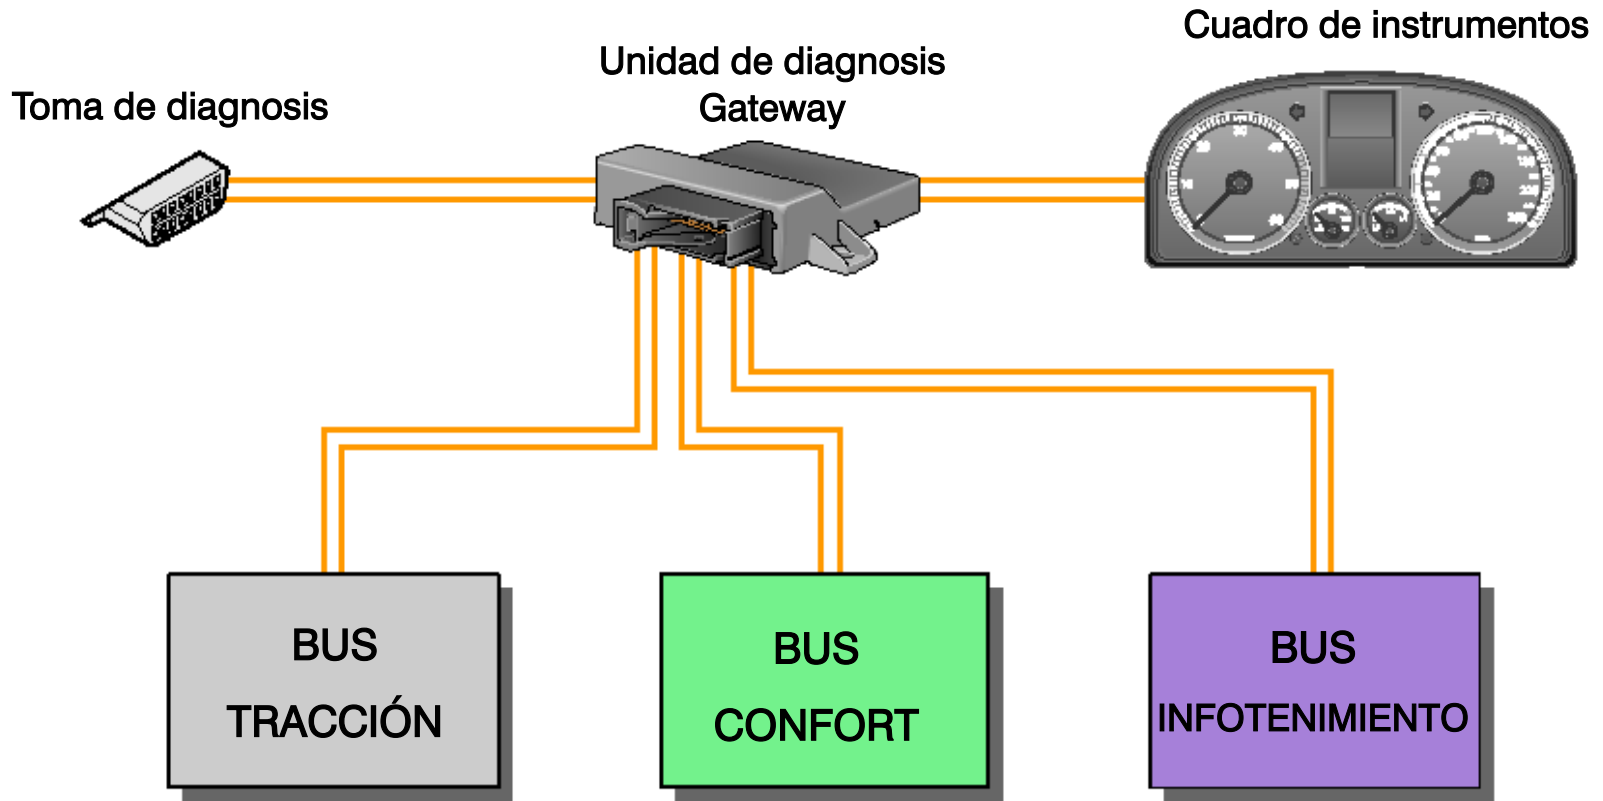 Cuadro de instrumentos
Unidad de diagnosis
Gateway
Toma de diagnosis
BUS
TRACCIÓN
BUS
CONFORT
BUS
INFOTENIMIENTO